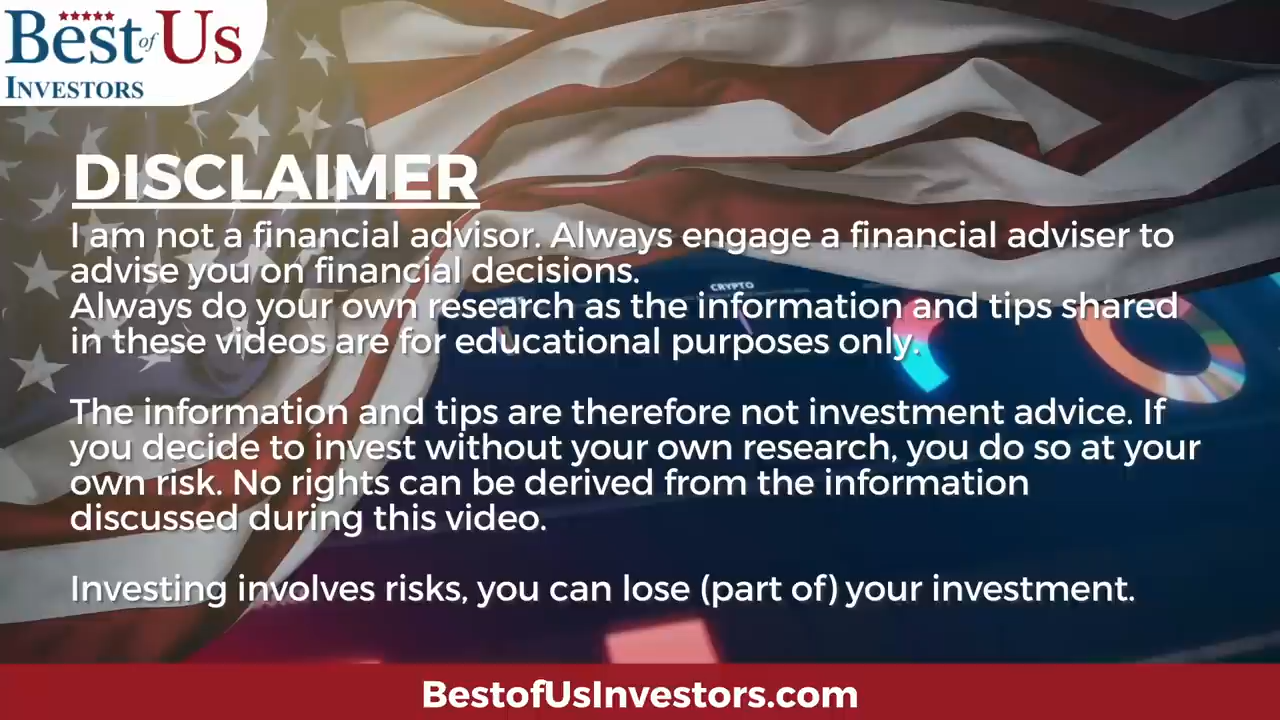 Best of Us
INVESTORS
DISCLAIMER
I am not a financial advisor. Always engage a financial adviser to
advise you on financial decisions.
CRYPTO
Always do your own research as the information and tips shared
in these videos are for educational purposes only.
The information and tips are therefore not investment advice. If
you decide to invest without your own research, you do so at your
own risk. No rights can be derived from the information
discussed during this video.
Investing involves risks, you can lose (part of) your investment.
BestofUsInvestors.com